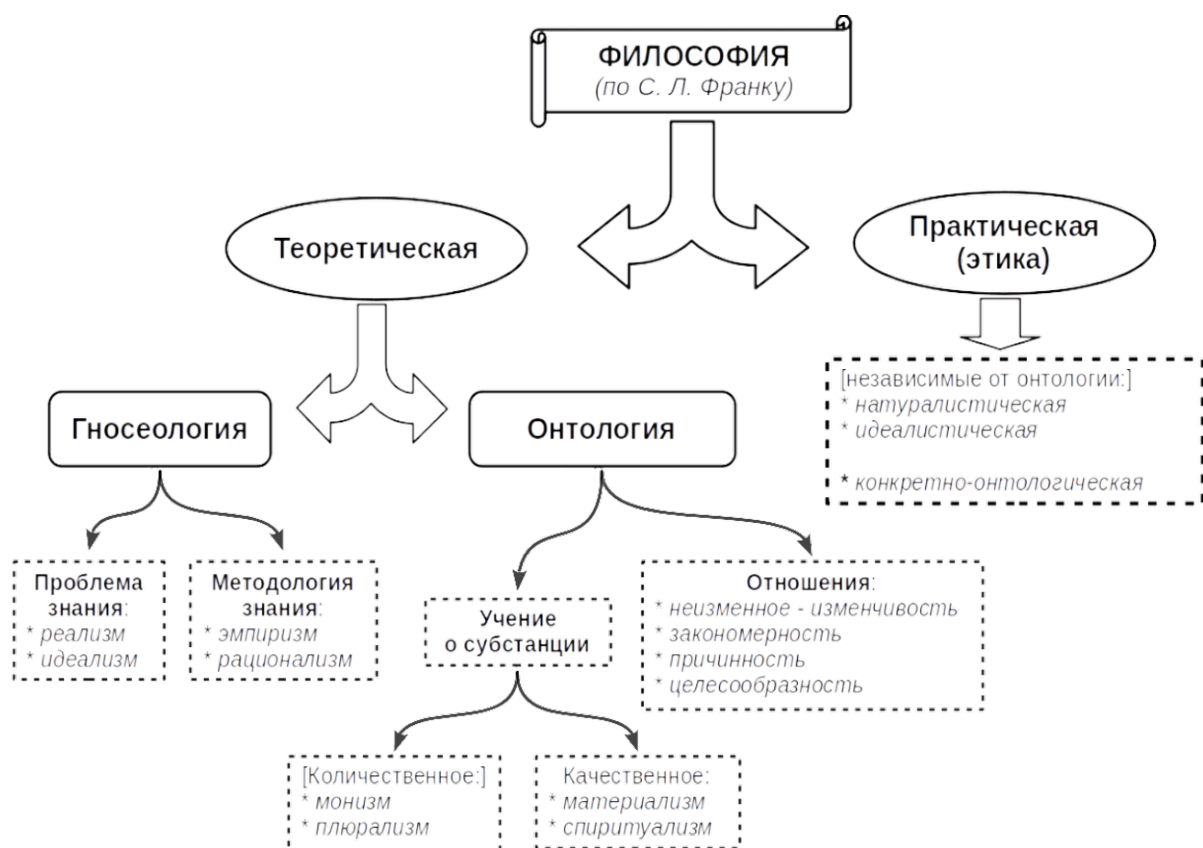 ФИЛОСОФИЯ
(по С. Л. Франку)
Теоретическая
Практическая
(этика)
[независимые от онтологии:]
* натуралистическая
* идеалистическая
* конкретно-онтологическая
Гносеология
Онтология
Проблема
знания:
* реализм
* идеализм
Методология
знания:
* эмпиризм
* рационализм
Учение
о субстанции
Отношения:
* неизменное - изменчивость
* закономерность
* причинность
* целесообразность
[Количественное:]
* монизм
* плюрализм
Качественное:
* материализм
* спиритуализм